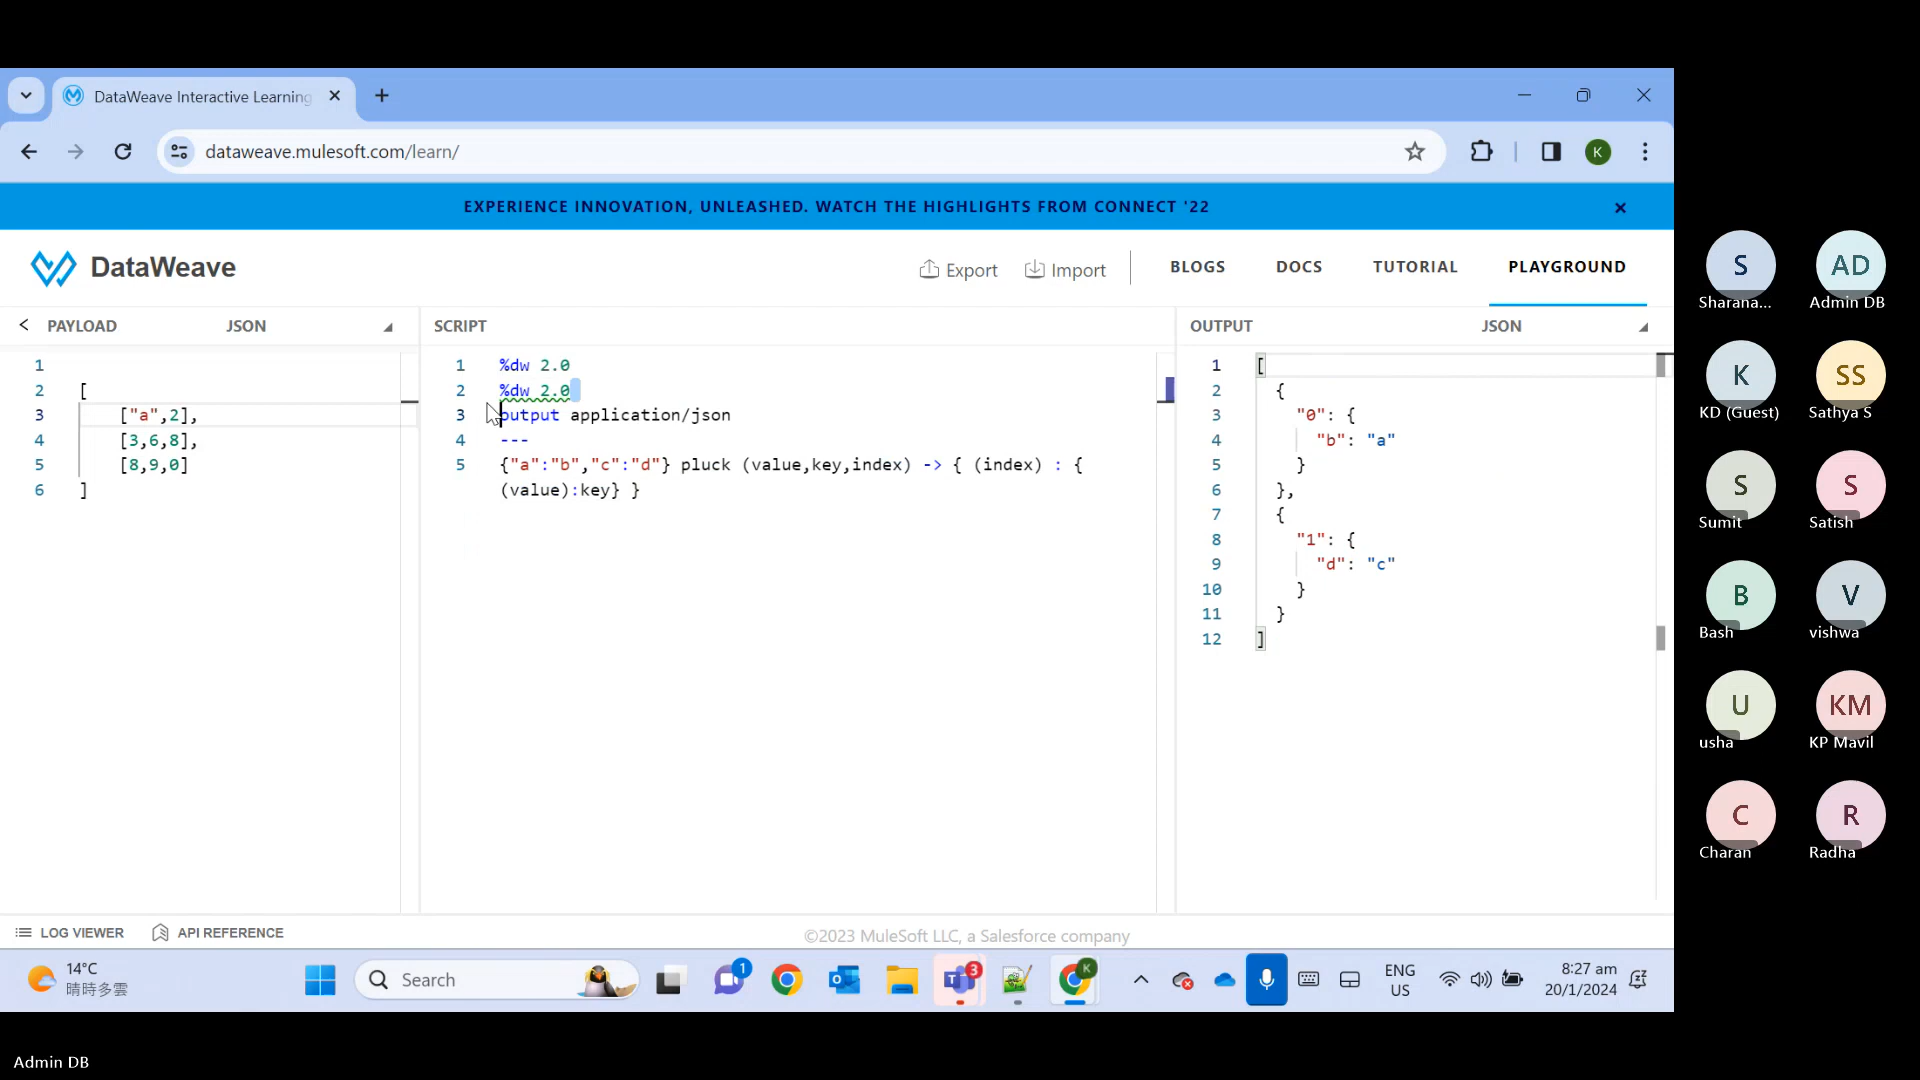 DataWeave Interactive Learning
dataweave.mulesoft.com/learn/
K
EXPERIENCE INNOVATION, UNLEASHED. WATCH THE HIGHLIGHTS FROM CONNECT '22
DataWeave
Export
Import
BLOGS
DOCS
TUTORIAL
PLAYGROUND
PAYLOAD
JSON
1
2 [
3 ["a",2],
4 [3,6,8],
5 [8,9,0]
6 ]
SCRIPT
1 %dw 2.0
2 %dw 2.0
3 output application/json
4 ---
5 {"a":"b","c":"d"} pluck (value,key,index) -> { (index) : {
(value):key} }
OUTPUT
JSON
1 [
2 {
3 "0": {
4 "b": "a"
5 }
6 },
7 {
8 "1": {
9 "d": "c"
10 }
11 }
12 ]
LOG VIEWER
API REFERENCE
©2023 MuleSoft LLC, a Salesforce company
14°C
晴時多雲
Search
1
3
K
ENG
US
8:27 am
20/1/2024
S
Sharana...
AD
Admin DB
K
KD (Guest)
SS
Sathya S
S
Sumit
S
Satish
B
Bash
V
vishwa
U
usha
KM
KP Mavil
C
Charan
R
Radha
Admin DB